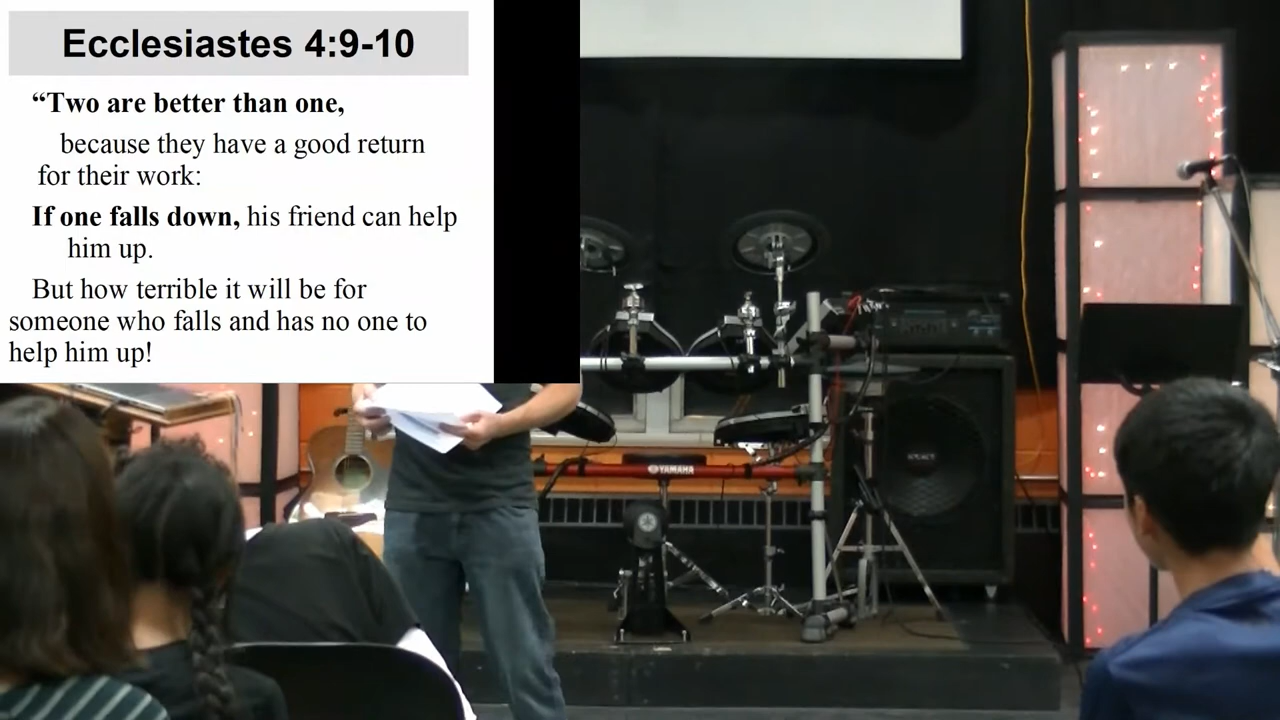 Ecclesiastes 4:9-10
“Two are better than one,
because they have a good return
for their work:
If one falls down, his friend can help
him up.
But how terrible it will be for
someone who falls and has no one to
help him up!
YAMAHA